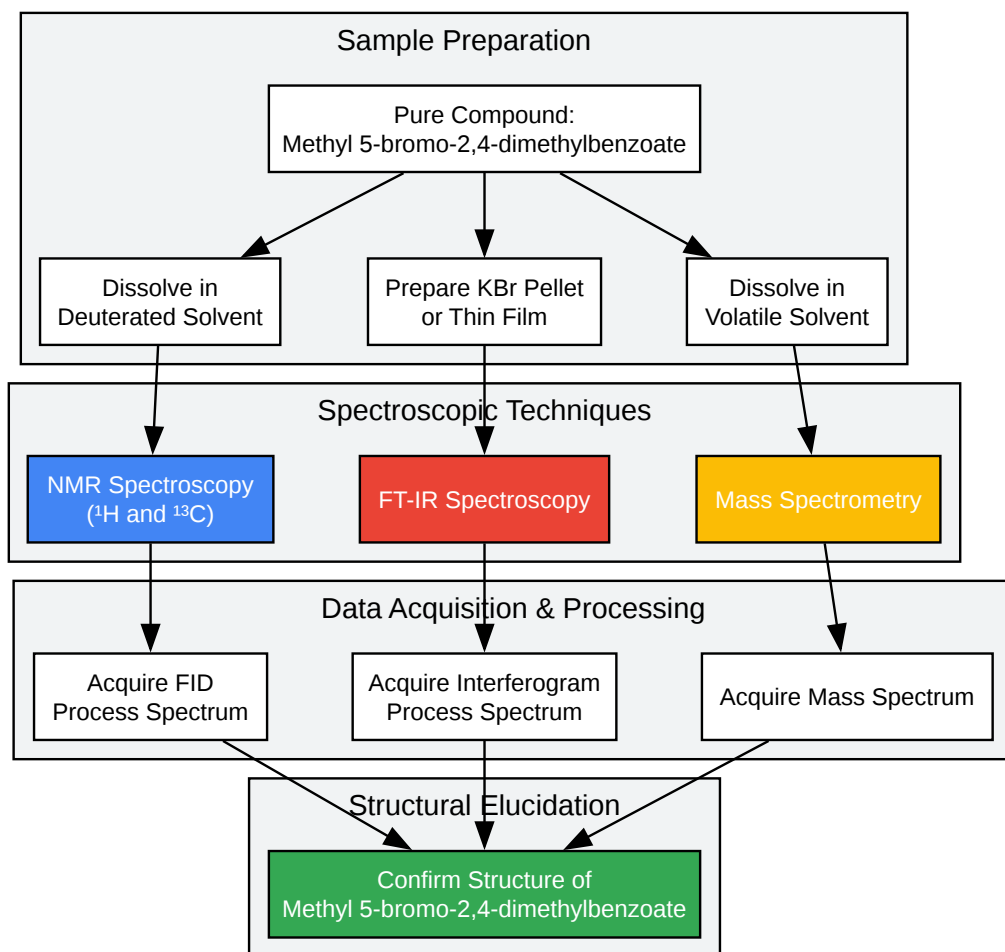 Sample Preparation
Pure Compound:
Methyl 5-bromo-2,4-dimethylbenzoate
Dissolve in
Deuterated Solvent
Prepare KBr Pellet
or Thin Film
Dissolve in
Volatile Solvent
Spectroscopic Techniques
NMR Spectroscopy
(¹H and ¹³C)
FT-IR Spectroscopy
Mass Spectrometry
Data Acquisition & Processing
Acquire FID
Process Spectrum
Acquire Interferogram
Process Spectrum
Acquire Mass Spectrum
Structural Elucidation
Confirm Structure of
Methyl 5-bromo-2,4-dimethylbenzoate